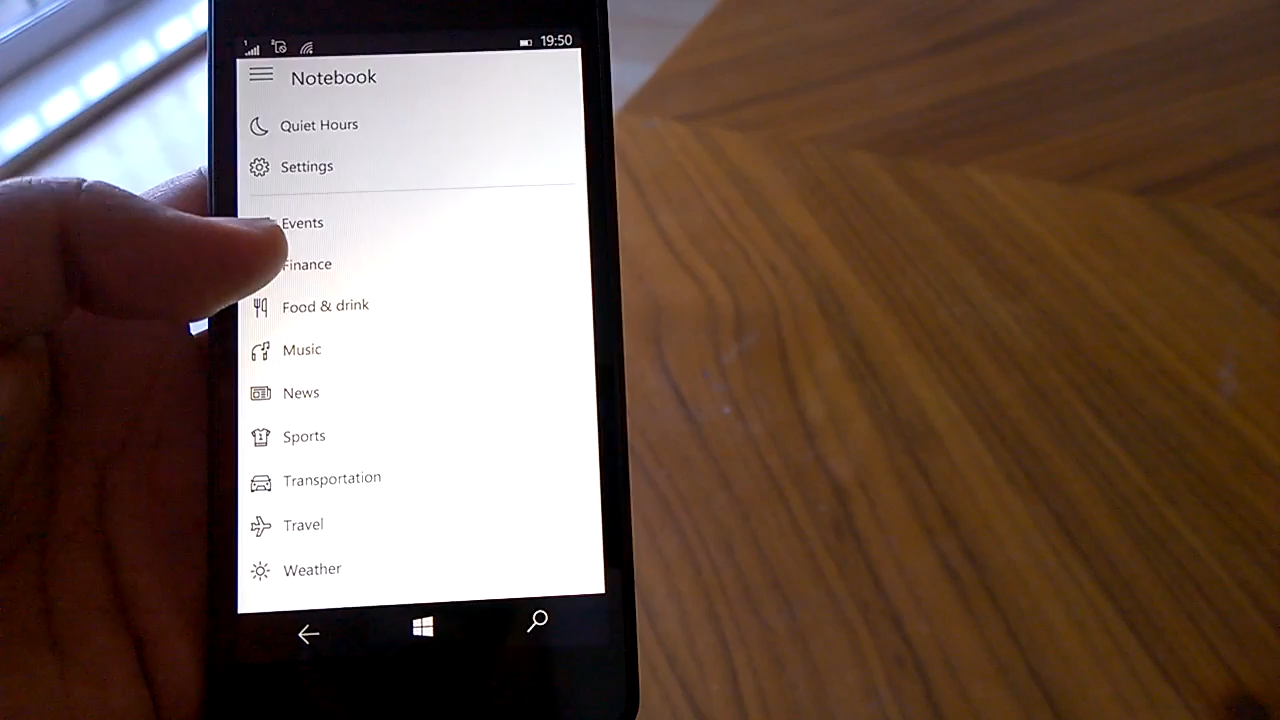 19:50
Notebook
Quiet Hours
Settings
Events
Finance
Food & drink
Music
News
Sports
Transportation
Travel
Weather